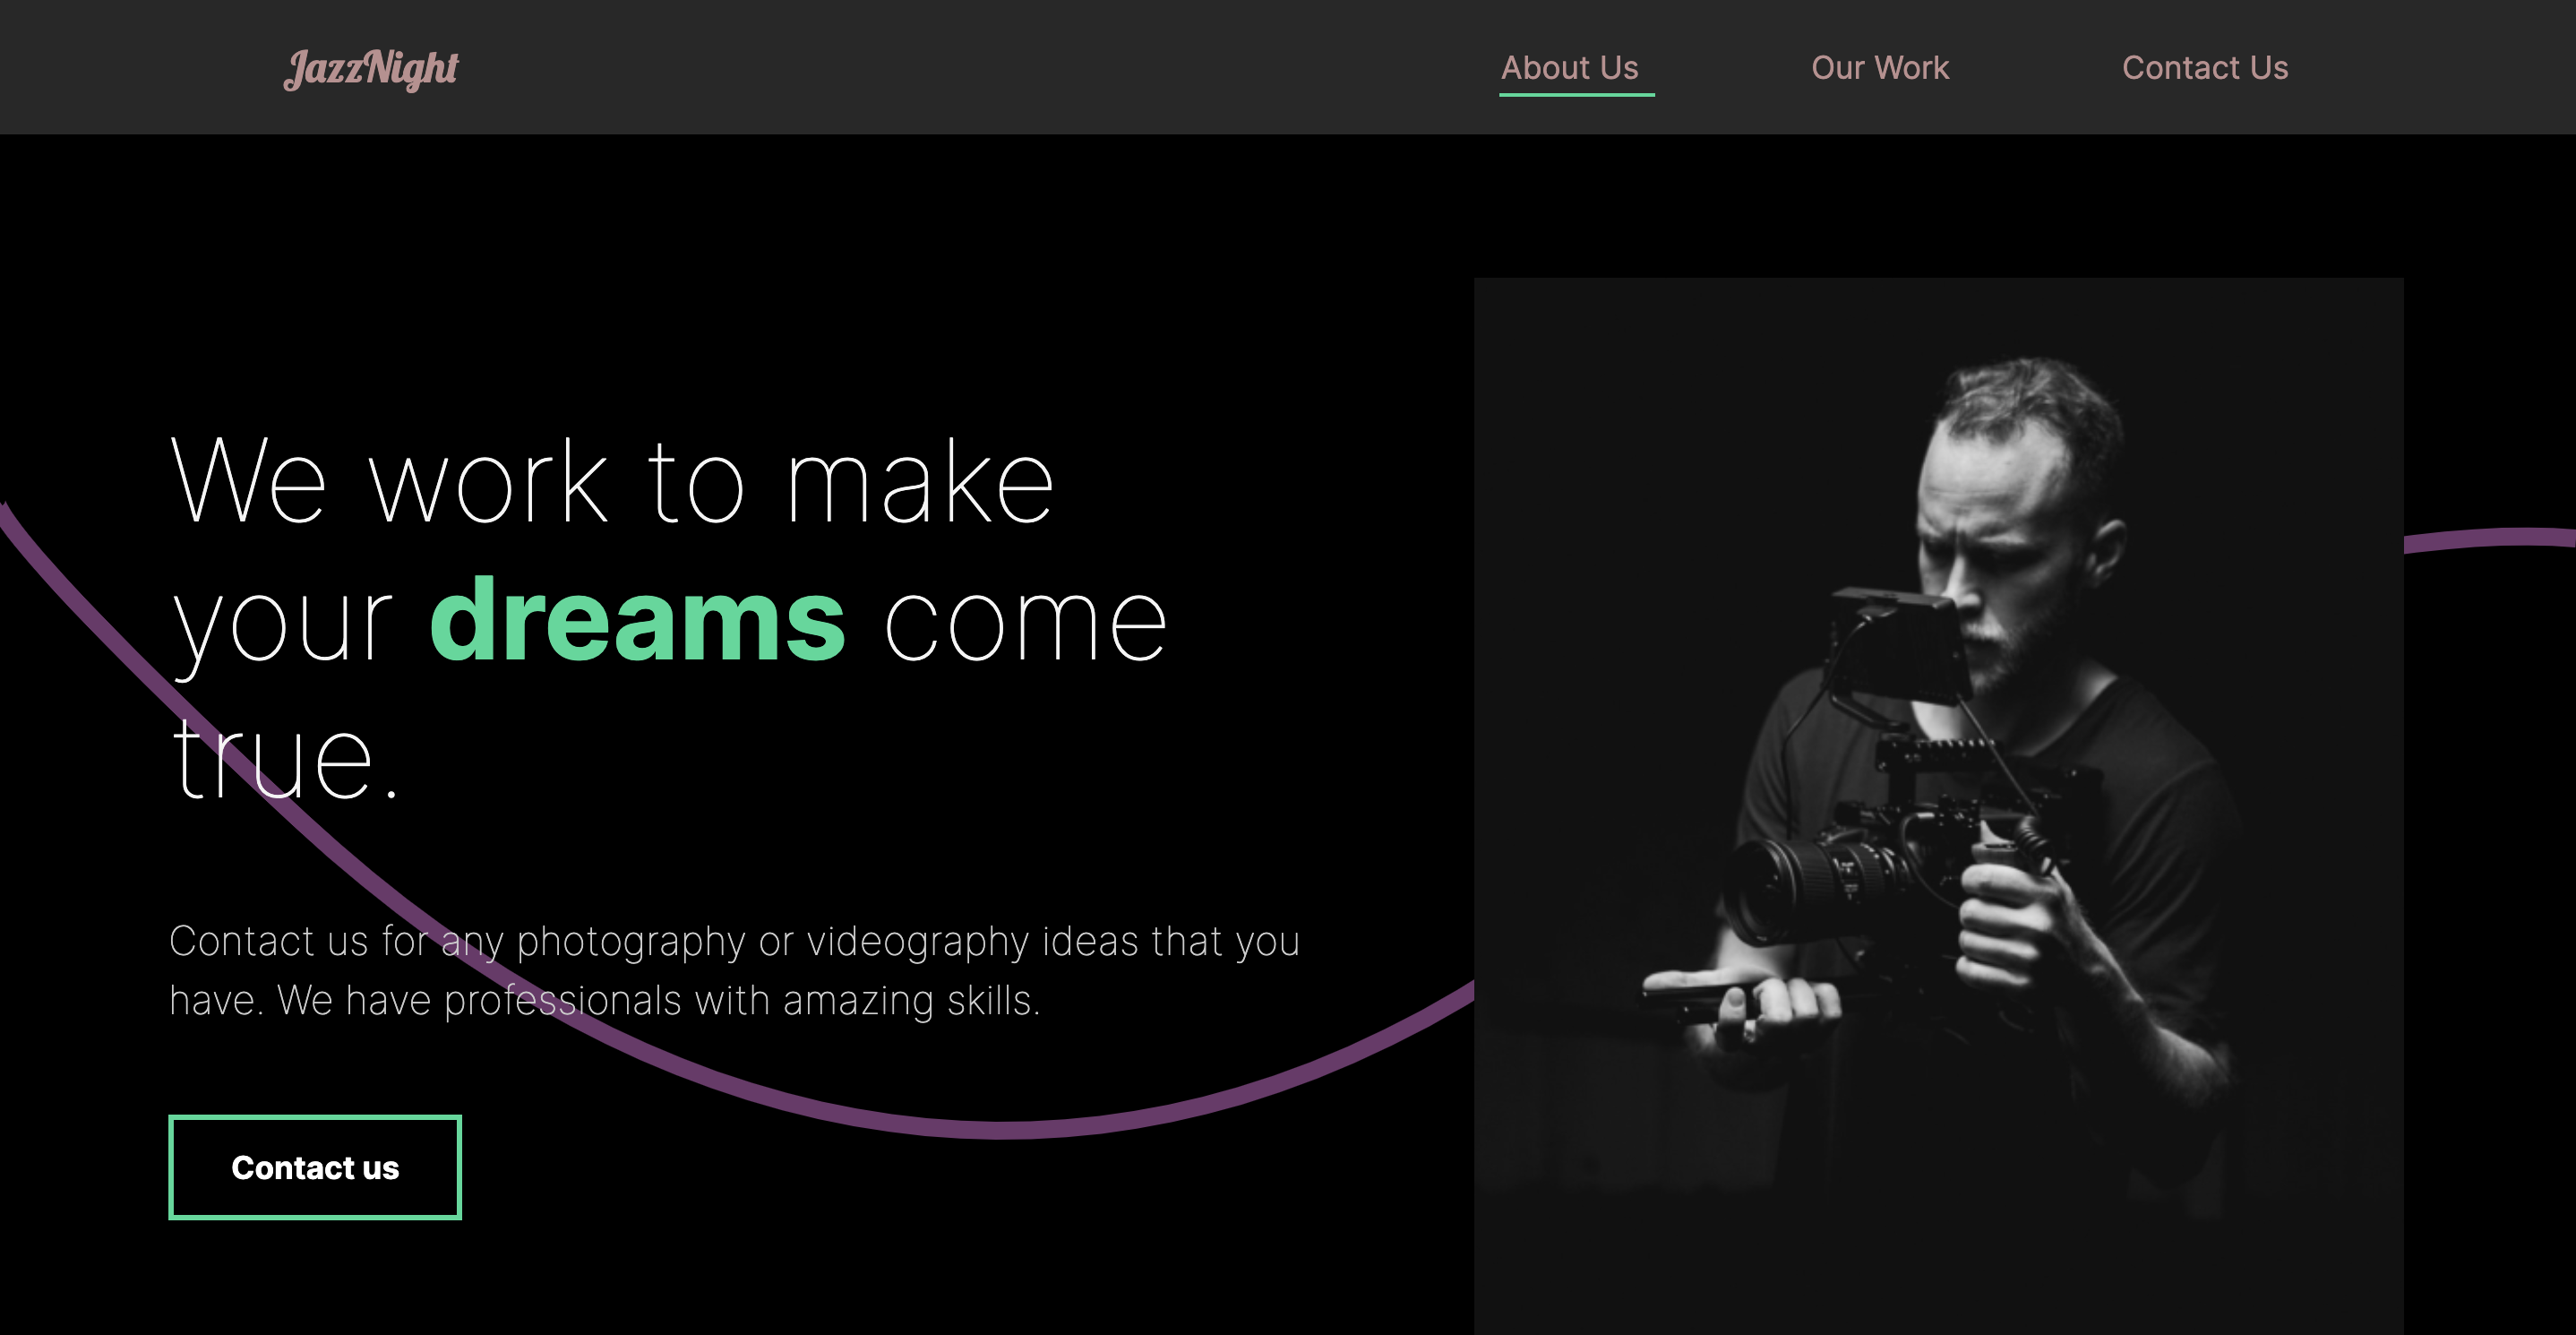 JazzNight
About Us
Our Work
Contact Us
We work to make
your dreams come
true.
Contact us for any photography or videography ideas that you
have. We have professionals with amazing skills.
Contact us